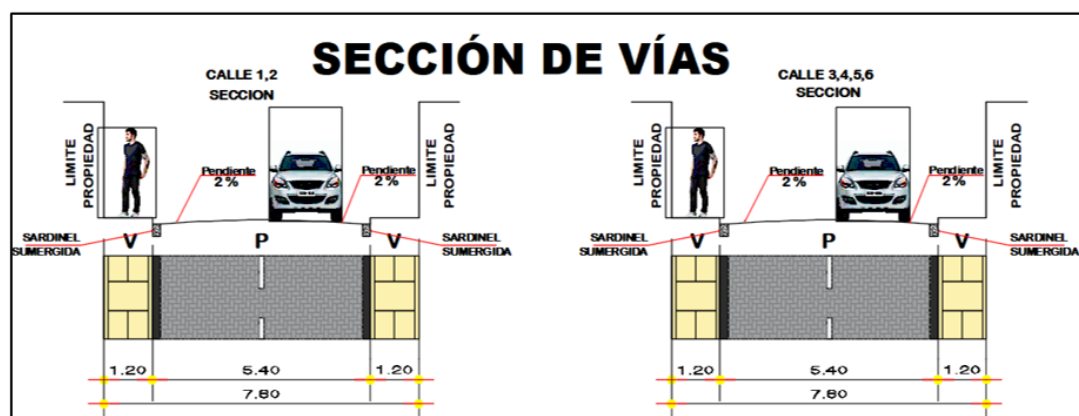 SECCIÓN DE VÍAS
CALLE 1,2
SECCION
LIMITE
PROPIEDAD
Pendiente
2 %
Pendiente
2 %
LIMITE
PROPIEDAD
SARDINEL
SUMERGIDA
V
P
V
SARDINEL
SUMERGIDA
1.20
5.40
1.20
7.80
CALLE 3,4,5,6
SECCION
LIMITE
PROPIEDAD
Pendiente
2 %
Pendiente
2 %
LIMITE
PROPIEDAD
SARDINEL
SUMERGIDA
V
P
V
SARDINEL
SUMERGIDA
1.20
5.40
1.20
7.80